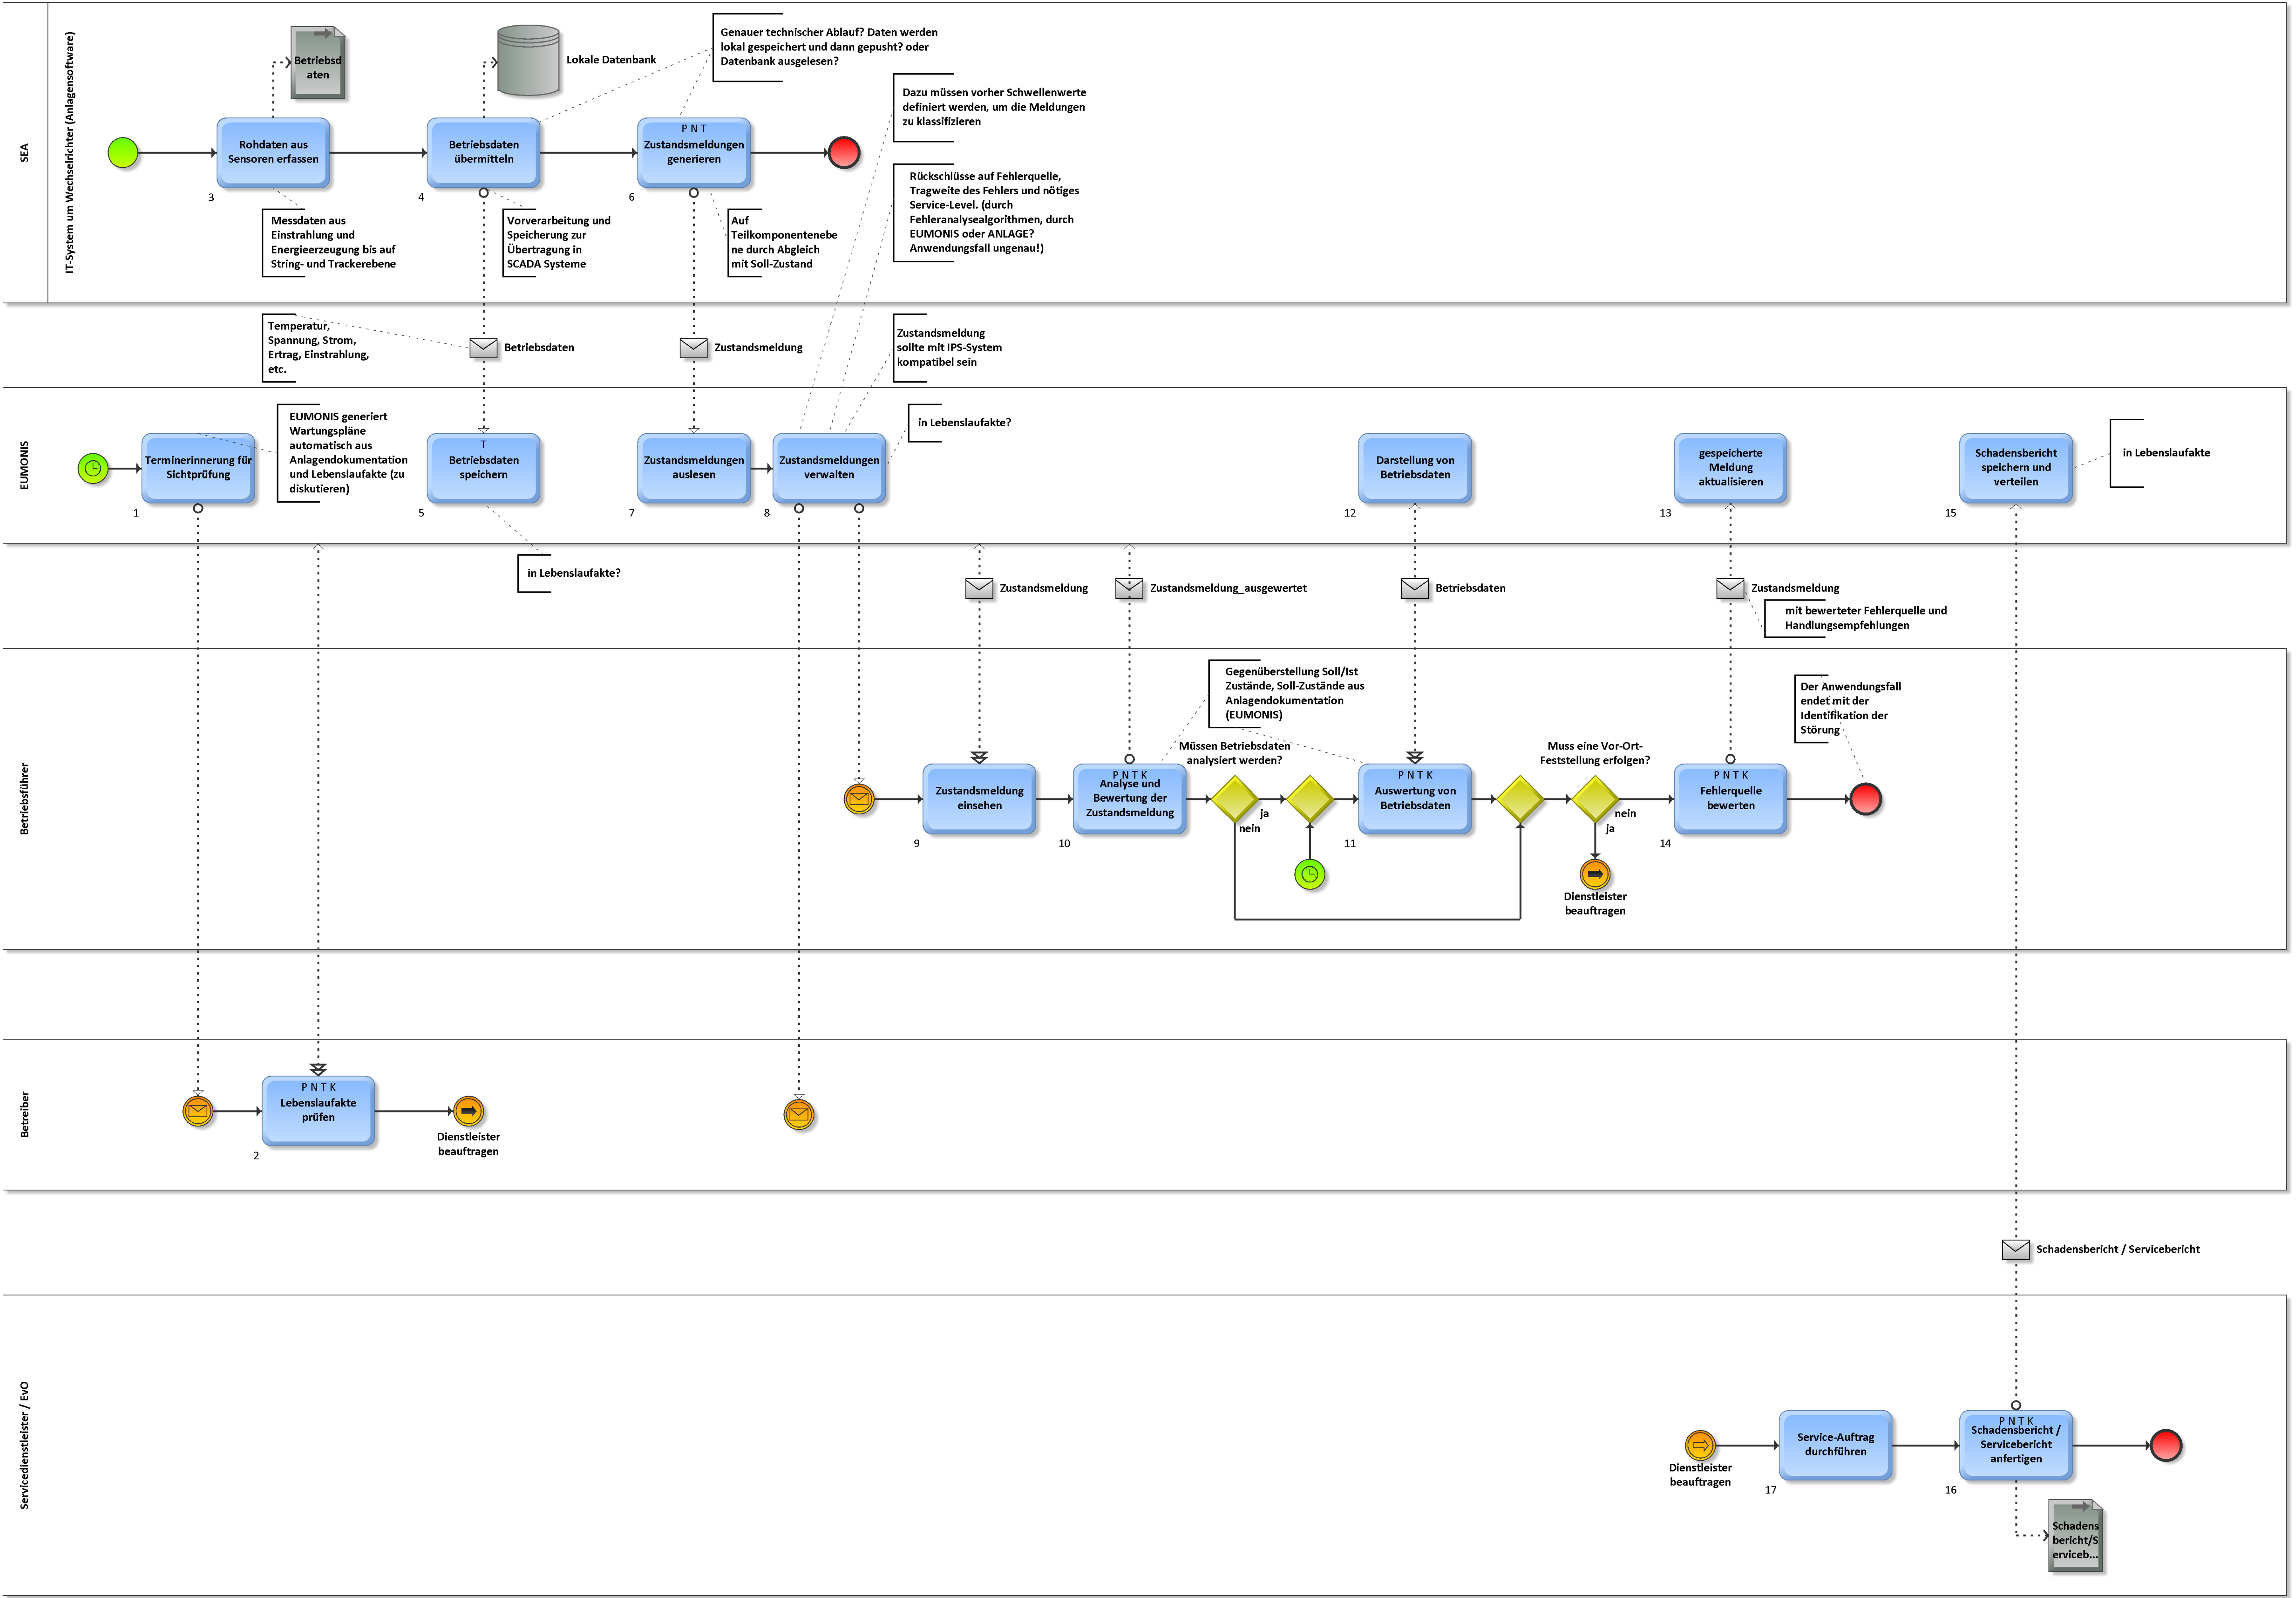 SEA
IT-System um Wechselrichter (Anlagensoftware)
Betriebsd
aten
Lokale Datenbank
Genauer technischer Ablauf? Daten werden
lokal gespeichert und dann gepusht? oder
Datenbank ausgelesen?
Dazu müssen vorher Schwellenwerte
definiert werden, um die Meldungen
zu klassifizieren
Rohdaten aus
Sensoren erfassen
3
Betriebsdaten
übermitteln
4
P N T
Zustandsmeldungen
generieren
6
Rückschlüsse auf Fehlerquelle,
Tragweite des Fehlers und nötiges
Service-Level. (durch
Fehleranalysealgorithmen, durch
EUMONIS oder ANLAGE?
Anwendungsfall ungenau!)
Messdaten aus
Einstrahlung und
Energieerzeugung bis auf
String- und Trackerebene
Vorverarbeitung und
Speicherung zur
Übertragung in
SCADA Systeme
Auf
Teilkomponentenebe
ne durch Abgleich
mit Soll-Zustand
Temperatur,
Spannung, Strom,
Ertrag, Einstrahlung,
etc.
Betriebsdaten
Zustandsmeldung
Zustandsmeldung
sollte mit IPS-System
kompatibel sein
EUMONIS
Terminerinnerung für
Sichtprüfung
1
EUMONIS generiert
Wartungspläne
automatisch aus
Anlagendokumentation
und Lebenslaufakte (zu
diskutieren)
T
Betriebsdaten
speichern
5
Zustandsmeldungen
auslesen
7
Zustandsmeldungen
verwalten
8
in Lebenslaufakte?
Darstellung von
Betriebsdaten
12
gespeicherte
Meldung
aktualisieren
13
Schadensbericht
speichern und
verteilen
15
in Lebenslaufakte
in Lebenslaufakte?
Zustandsmeldung
Zustandsmeldung_ausgewertet
Betriebsdaten
Zustandsmeldung
mit bewerteter Fehlerquelle und
Handlungsempfehlungen
Betriebsführer
Gegenüberstellung Soll/Ist
Zustände, Soll-Zustände aus
Anlagendokumentation
(EUMONIS)
Der Anwendungsfall
endet mit der
Identifikation der
Störung
Müssen Betriebsdaten
analysiert werden?
Muss eine Vor-Ort-
Feststellung erfolgen?
Zustandsmeldung
einsehen
9
P N T K
Analyse und
Bewertung der
Zustandsmeldung
10
ja
nein
P N T K
Auswertung von
Betriebsdaten
11
nein
ja
P N T K
Fehlerquelle
bewerten
14
Dienstleister
beauftragen
Betreiber
P N T K
Lebenslaufakte
prüfen
2
Dienstleister
beauftragen
Schadensbericht / Servicebericht
Servicedienstleister / EvO
Dienstleister
beauftragen
Service-Auftrag
durchführen
17
P N T K
Schadensbericht /
Servicebericht
anfertigen
16
Schadens
bericht/S
erviceb...